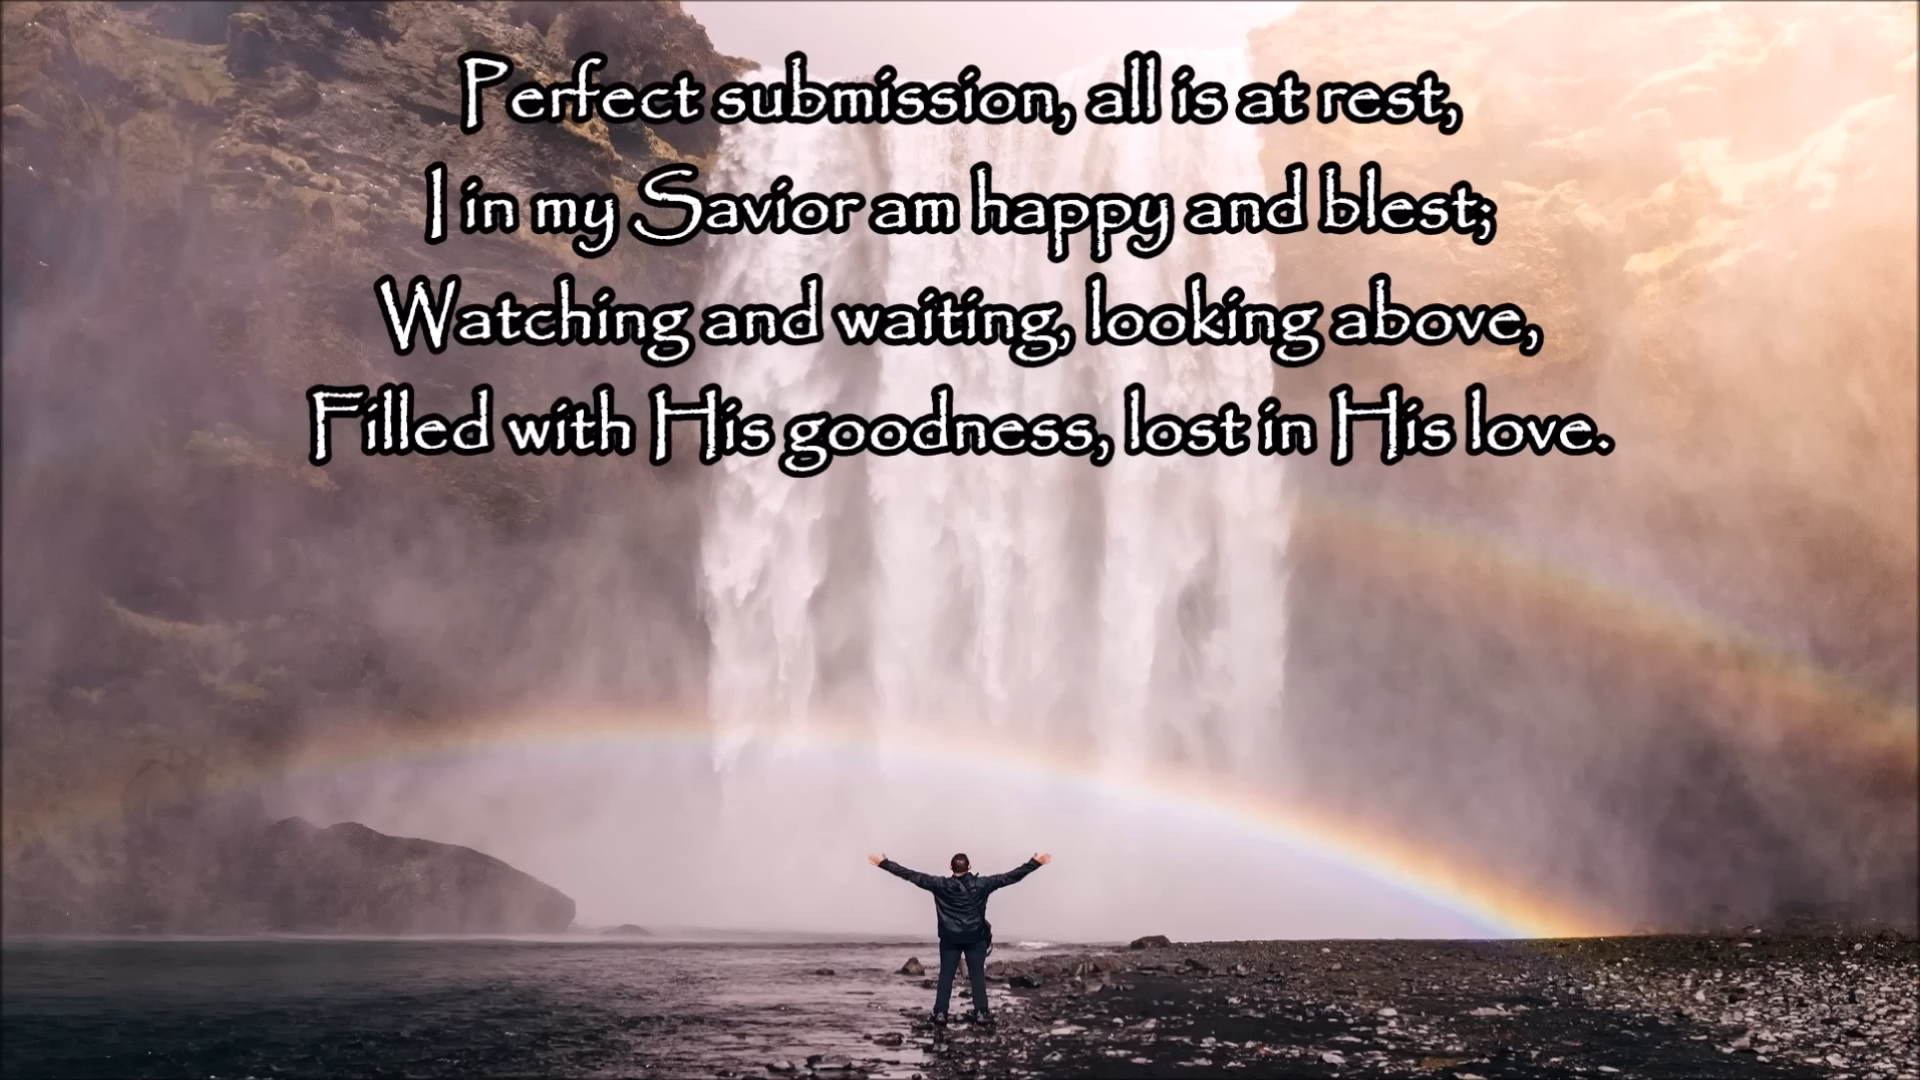 Perfect submission, all is at rest,
I in my Savior am happy and blest;
Watching and waiting, looking above,
Filled with His goodness, lost in His love.